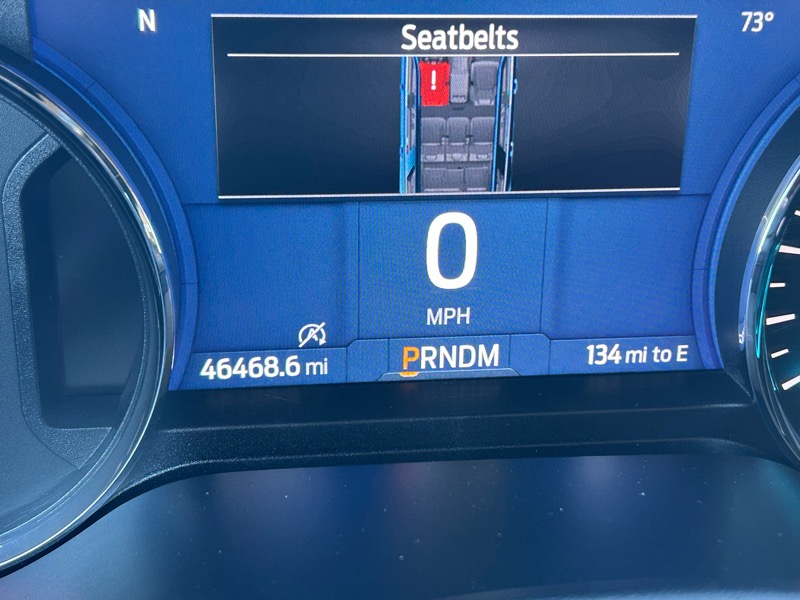 N
Seatbelts
73°
!
0
MPH
A
46468.6 mi
PRNDM
134 mi to E